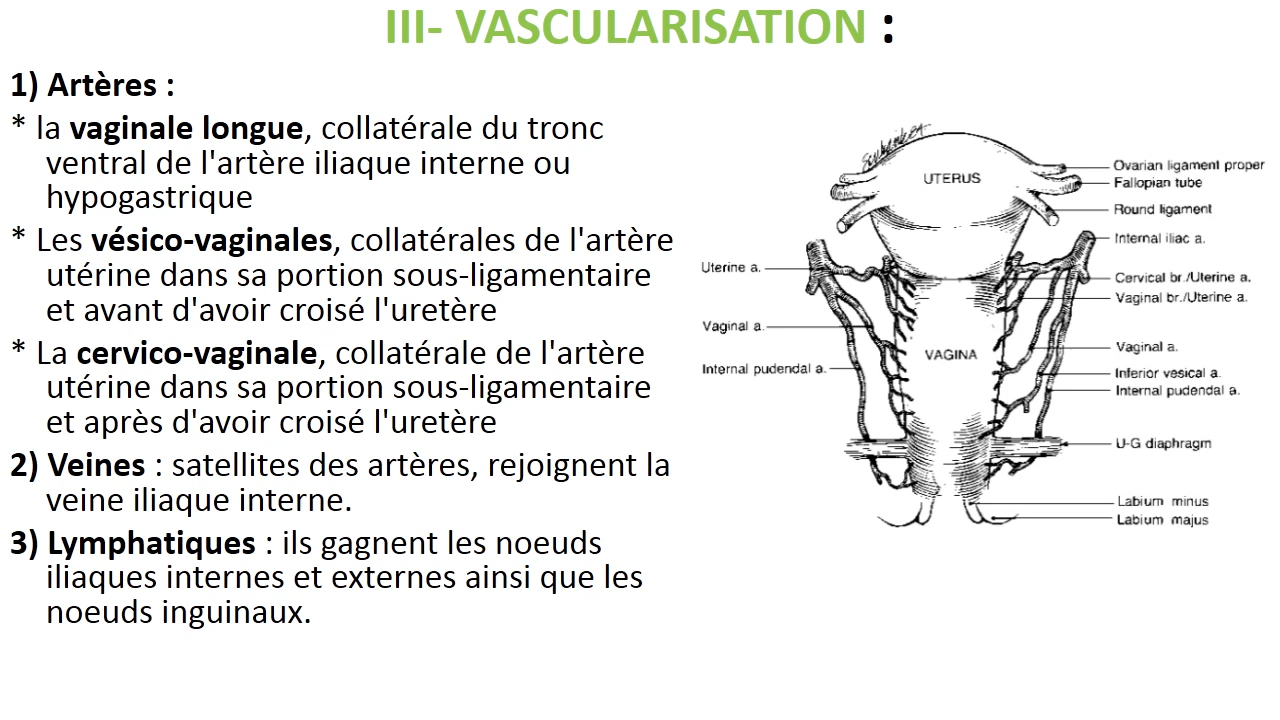 III- VASCULARISATION :
1) Artères :
* la vaginale longue, collatérale du tronc
ventral de l'artère iliaque interne ou
hypogastrique
* Les vésico-vaginales, collatérales de l'artère
utérine dans sa portion sous-ligamentaire
et avant d'avoir croisé l'uretère
* La cervico-vaginale, collatérale de l'artère
utérine dans sa portion sous-ligamentaire
et après d'avoir croisé l'uretère
2) Veines : satellites des artères, rejoignent la
veine iliaque interne.
3) Lymphatiques : ils gagnent les noeuds
iliaques internes et externes ainsi que les
noeuds inguinaux.
UTERUS
VAGINA
Uterine a.
Vaginal a.
Internal pudendal a.
Ovarian ligament proper
Fallopian tube
Round ligament
Internal iliac a.
Cervical br./Uterine a.
Vaginal br./Uterine a.
Vaginal a.
Inferior vesical a.
Internal pudendal a.
U-G diaphragm
Labium minus
Labium majus